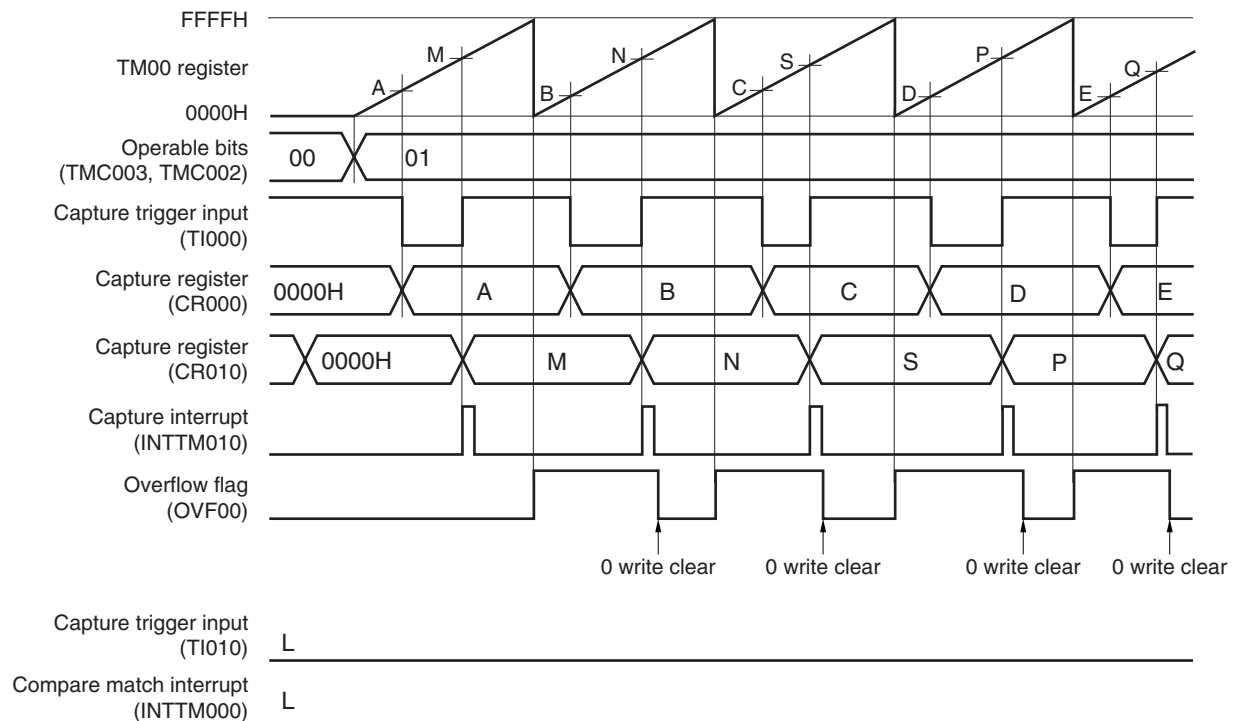 FFFFH
TM00 register
0000H
A M B N C S D P E Q
Operable bits
(TMC003, TMC002)
00 01
Capture trigger input
(TI000)
Capture register
(CR000)
0000H A B C D E
Capture register
(CR010)
0000H M N S P Q
Capture interrupt
(INTTM010)
Overflow flag
(OVF00)
0 write clear 0 write clear 0 write clear 0 write clear
Capture trigger input
(TI010)
L
Compare match interrupt
(INTTM000)
L